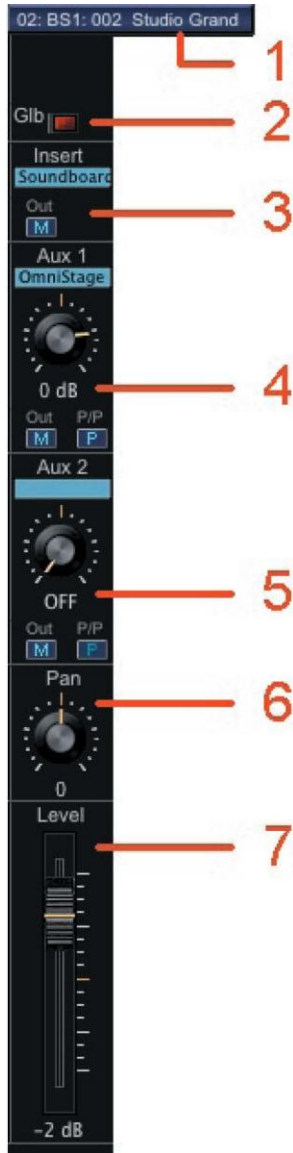 02: BS1: 002 Studio Grand
1
Glb
2
Insert
Soundboard
Out
3
M
Aux 1
OmniStage
0 dB
4
Out P/P
M P
Aux 2
OFF
5
Out P/P
M P
Pan
6
0
Level
7
-2 dB